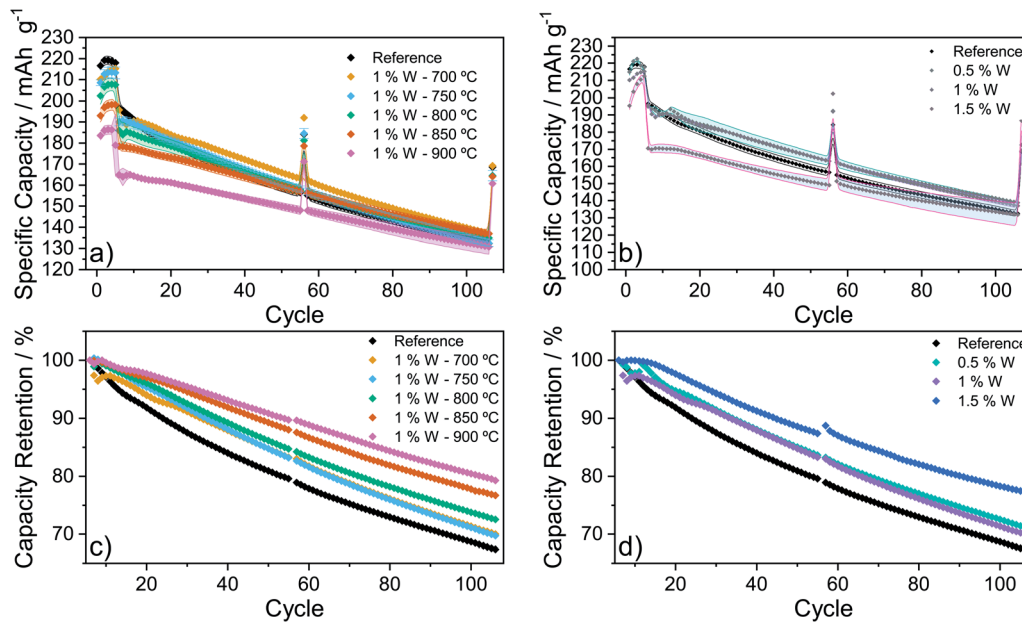 Specific Capacity / mAh g⁻¹
230
220
210
200
190
180
170
160
150
140
130
120
0
20
40
60
80
100
Cycle
a)
Reference
1 % W - 700 ºC
1 % W - 750 ºC
1 % W - 800 ºC
1 % W - 850 ºC
1 % W - 900 ºC
Specific Capacity / mAh g⁻¹
230
220
210
200
190
180
170
160
150
140
130
120
110
100
0
20
40
60
80
100
Cycle
b)
Reference
0.5 % W
1 % W
1.5 % W
Capacity Retention / %
100
90
80
70
20
40
60
80
100
Cycle
c)
Reference
1 % W - 700 ºC
1 % W - 750 ºC
1 % W - 800 ºC
1 % W - 850 ºC
1 % W - 900 ºC
Capacity Retention / %
100
90
80
70
20
40
60
80
100
Cycle
d)
Reference
0.5 % W
1 % W
1.5 % W